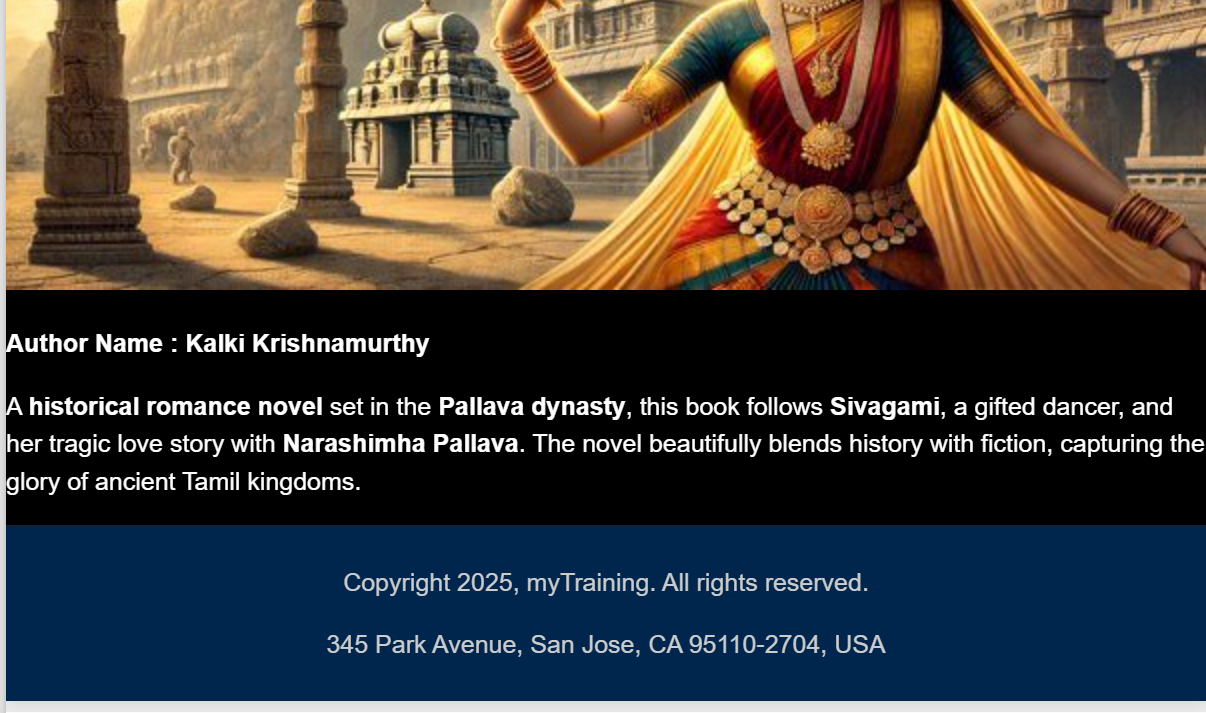 Author Name : Kalki Krishnamurthy
A historical romance novel set in the Pallava dynasty, this book follows Sivagami, a gifted dancer, and
her tragic love story with Narashimha Pallava. The novel beautifully blends history with fiction, capturing the
glory of ancient Tamil kingdoms.
Copyright 2025, myTraining. All rights reserved.
345 Park Avenue, San Jose, CA 95110-2704, USA